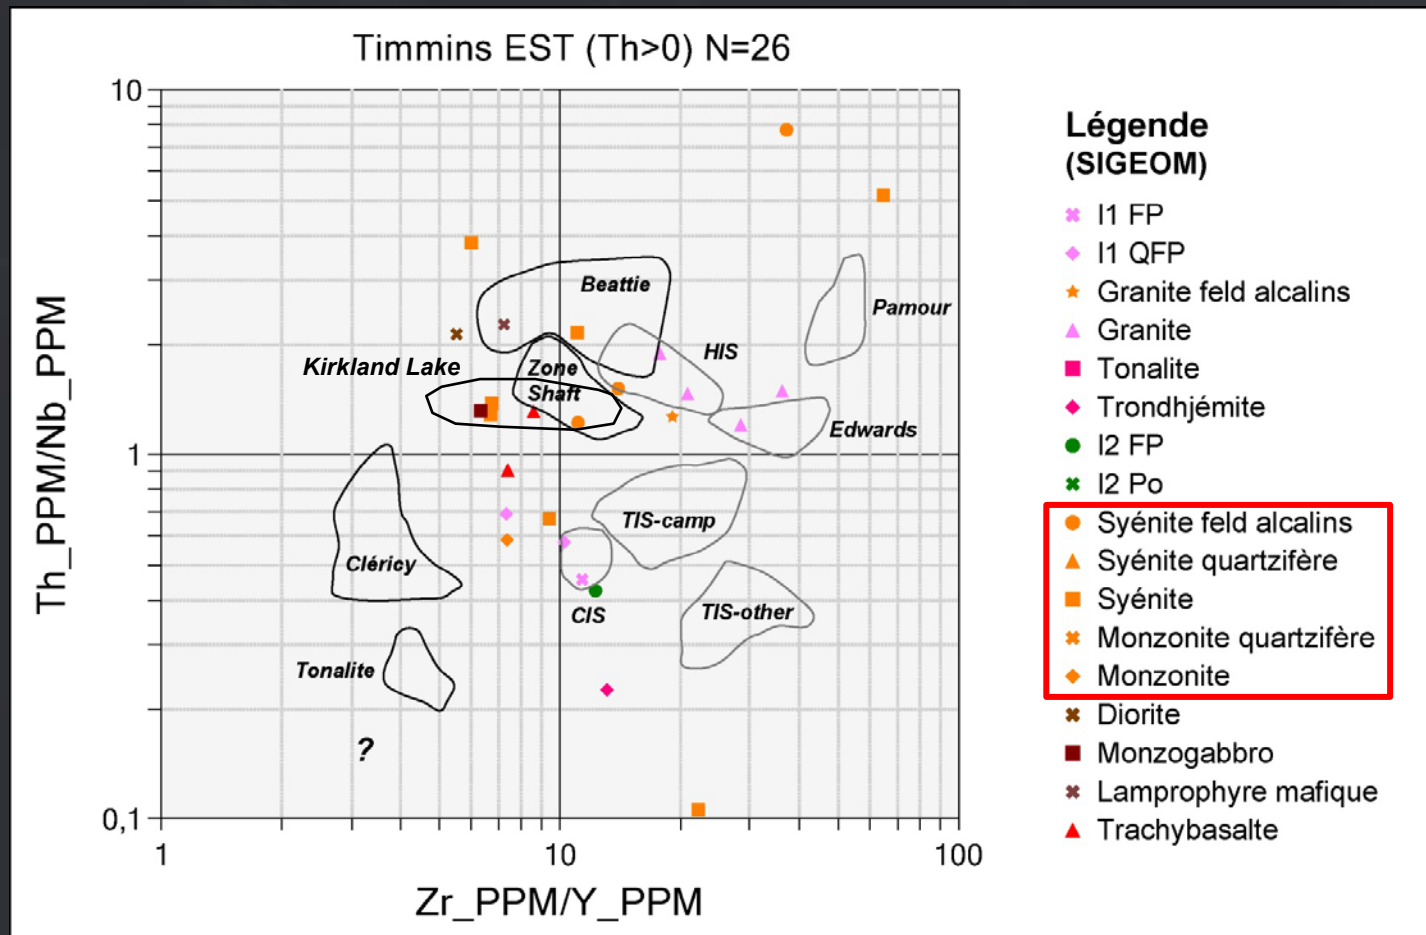 Timmins EST (Th>0) N=26
10
1
0,1
Th_PPM/Nb_PPM
1
10
100
Zr_PPM/Y_PPM
Beattie
Pamour
HIS
Kirkland Lake
Zone
Shaft
Edwards
TIS-camp
Cléricy
CIS
TIS-other
Tonalite
?
Légende
(SIGEOM)
I1 FP
I1 QFP
Granite feld alcalins
Granite
Tonalite
Trondhjémite
I2 FP
I2 Po
Syénite feld alcalins
Syénite quartzifère
Syénite
Monzonite quartzifère
Monzonite
Diorite
Monzogabbro
Lamprophyre mafique
Trachybasalte